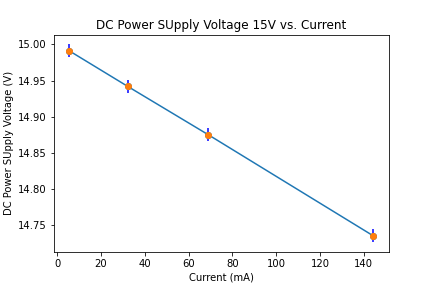 DC Power SUpply Voltage 15V vs. Current
DC Power SUpply Voltage (V)
15.00
14.95
14.90
14.85
14.80
14.75
0 20 40 60 80 100 120 140
Current (mA)